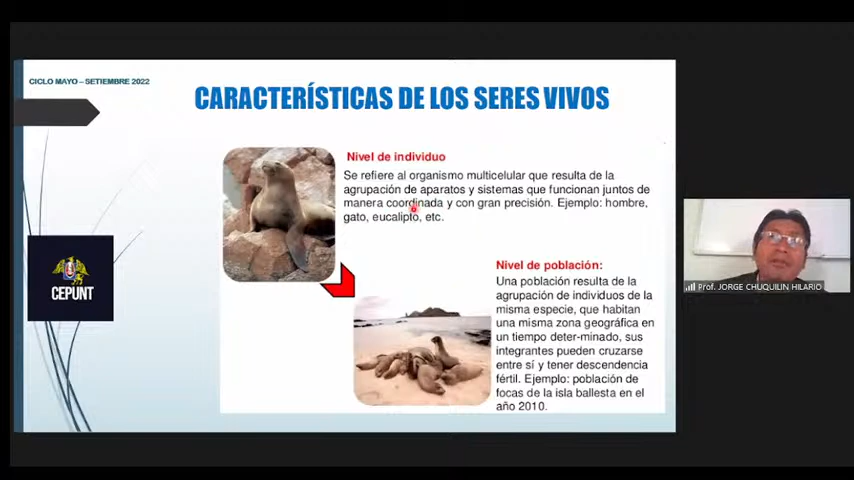 CICLO MAYO – SETIEMBRE 2022
CARACTERÍSTICAS DE LOS SERES VIVOS
Nivel de individuo
Se refiere al organismo multicelular que resulta de la
agrupación de aparatos y sistemas que funcionan juntos de
manera coordinada y con gran precisión. Ejemplo: hombre,
gato, eucalipto, etc.
CEPUNT
Nivel de población:
Una población resulta de la
agrupación de individuos de la
misma especie, que habitan
una misma zona geográfica en
un tiempo deter-minado, sus
integrantes pueden cruzarse
entre sí y tener descendencia
fértil. Ejemplo: población de
focas de la isla ballesta en el
año 2010.
Prof. JORGE CHUQUILIN HILARIO